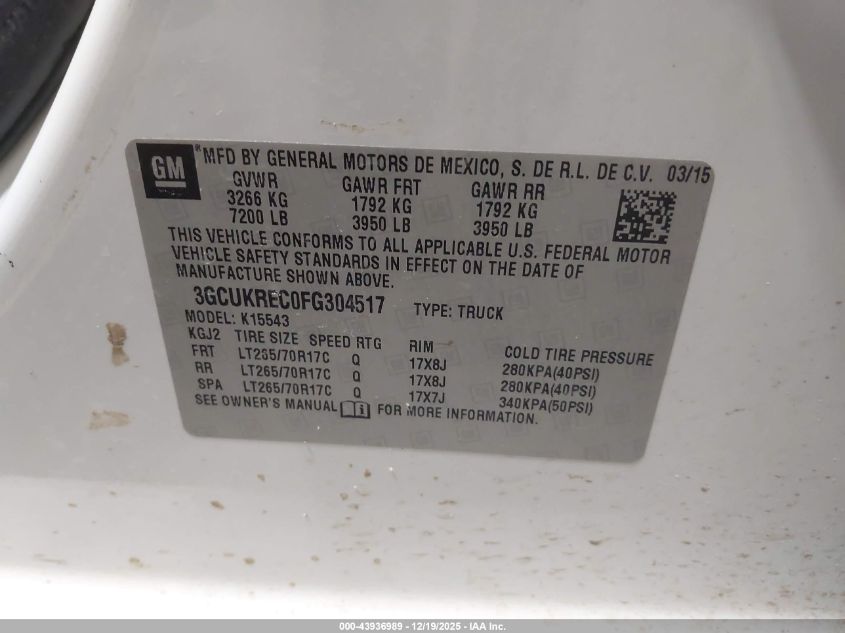 GM ® MFD BY GENERAL MOTORS DE MEXICO, S. DE R.L. DE C.V. 03/15
GVWR GAWR FRT GAWR RR
3266 KG 1792 KG 1792 KG
7200 LB 3950 LB 3950 LB
THIS VEHICLE CONFORMS TO ALL APPLICABLE U.S. FEDERAL MOTOR
VEHICLE SAFETY STANDARDS IN EFFECT ON THE DATE OF
MANUFACTURE SHOWN ABOVE.
3GCUKREC0FG304517 TYPE: TRUCK
MODEL: K15543
KGJ2 TIRE SIZE SPEED RTG RIM COLD TIRE PRESSURE
FRT LT265/70R17C Q 17X8J 280KPA(40PSI)
RR LT265/70R17C Q 17X8J 280KPA(40PSI)
SPA LT265/70R17C Q 17X7J 340KPA(50PSI)
SEE OWNER'S MANUAL FOR MORE INFORMATION.
000-43936989 - 12/19/2025 - IAA Inc.